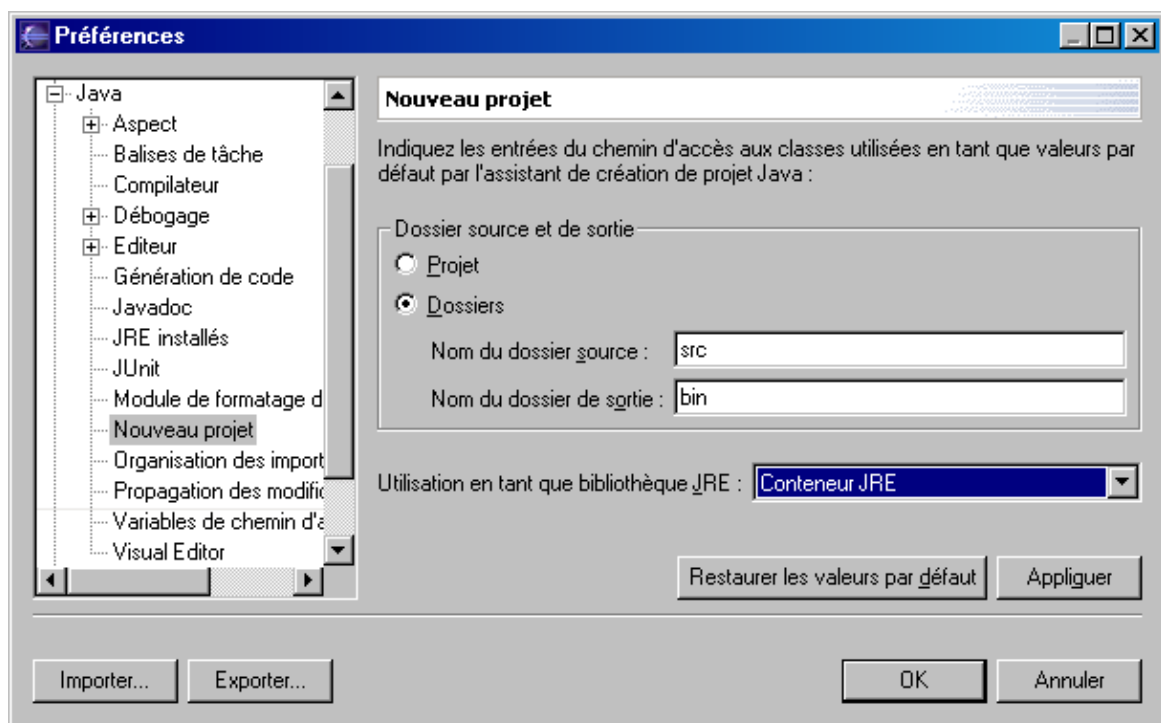 Préférences
Java
Aspect
Balises de tâche
Compilateur
Débogage
Editeur
Génération de code
Javadoc
JRE installés
JUnit
Module de formatage d
Nouveau projet
Organisation des import
Propagation des modific
Variables de chemin d'a
Visual Editor
Nouveau projet
Indiquez les entrées du chemin d'accès aux classes utilisées en tant que valeurs par
défaut par l'assistant de création de projet Java :
Dossier source et de sortie
Projet
Dossiers
Nom du dossier source : src
Nom du dossier de sortie : bin
Utilisation en tant que bibliothèque JRE : Conteneur JRE
Restaurer les valeurs par défaut Appliquer
Importer... Exporter... OK Annuler